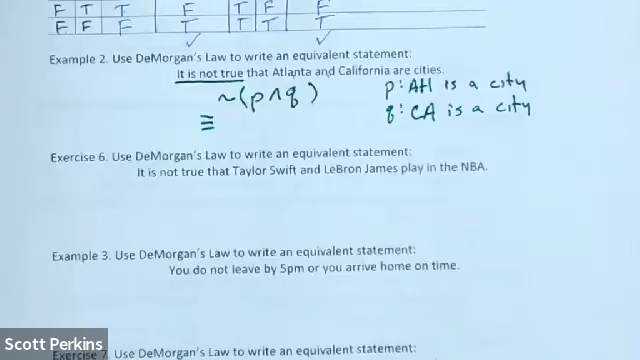 F T T F T F F
F F F T T T T
✓ ✓
Example 2. Use DeMorgan's Law to write an equivalent statement:
It is not true that Atlanta and California are cities.
~(p∧q) p: Atl is a city
≡ q: CA is a city
Exercise 6. Use DeMorgan's Law to write an equivalent statement:
It is not true that Taylor Swift and LeBron James play in the NBA.
Example 3. Use DeMorgan's Law to write an equivalent statement:
You do not leave by 5pm or you arrive home on time.
Scott Perkins
Exercise 7. Use DeMorgan's Law to write an equivalent statement: